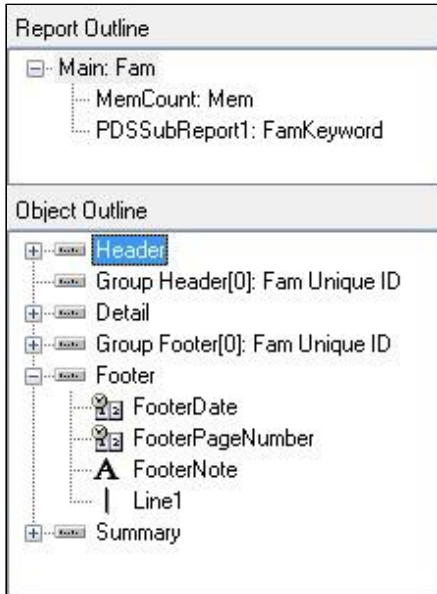 Report Outline
Main: Fam
MemCount: Mem
PDSSubReport1: FamKeyword
Object Outline
Header
Group Header[0]: Fam Unique ID
Detail
Group Footer[0]: Fam Unique ID
Footer
FooterDate
FooterPageNumber
A FooterNote
Line1
Summary